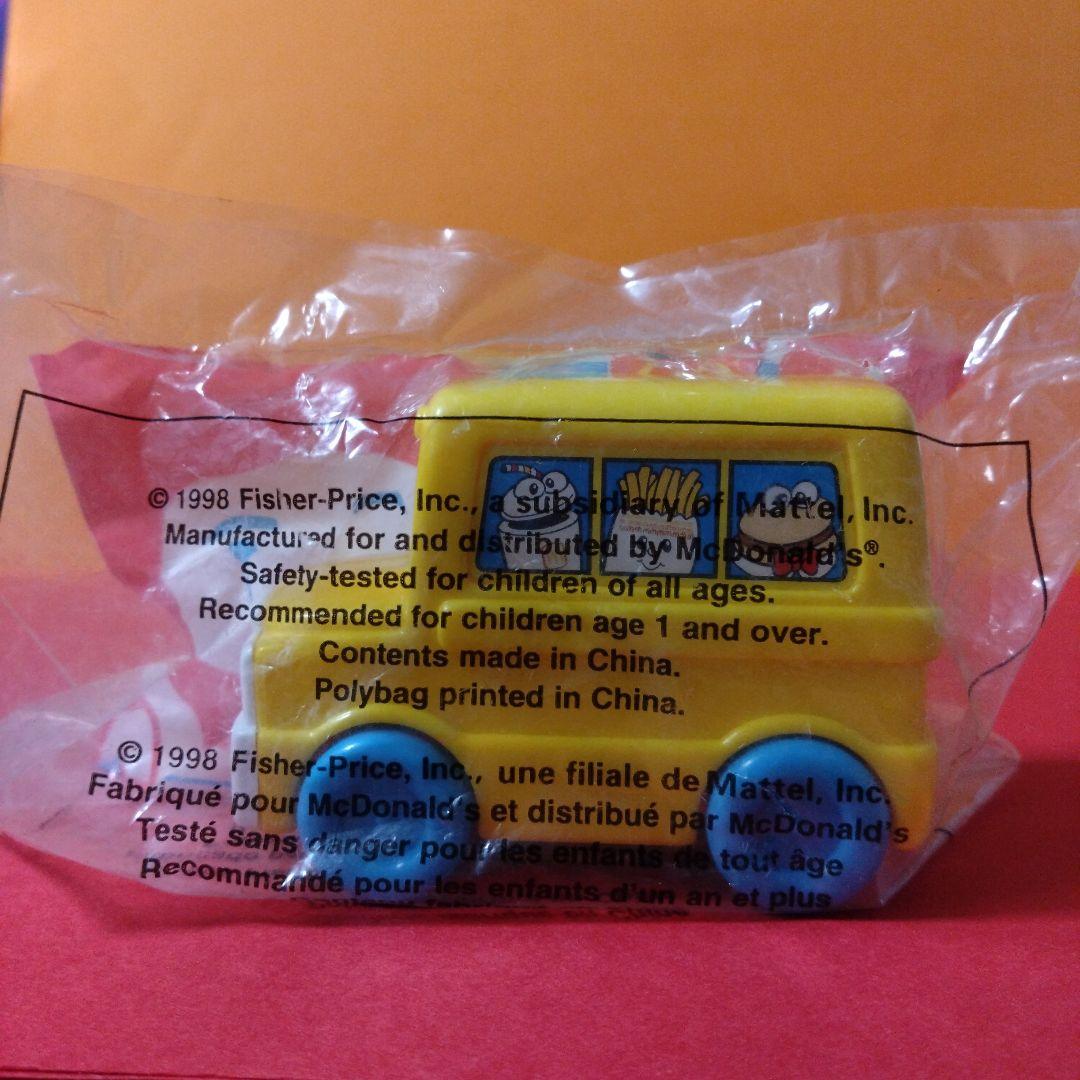 © 1998 Fisher-Price, Inc., a subsidiary of Mattel, Inc.
Manufactured for and distributed by McDonald's®.
Safety-tested for children of all ages.
Recommended for children age 1 and over.
Contents made in China.
Polybag printed in China.
© 1998 Fisher-Price, Inc., une filiale de Mattel, Inc.
Fabriqué pour McDonald's et distribué par McDonald's
Testé sans danger pour les enfants de tout âge
Recommandé pour les enfants d'un an et plus
en Chine